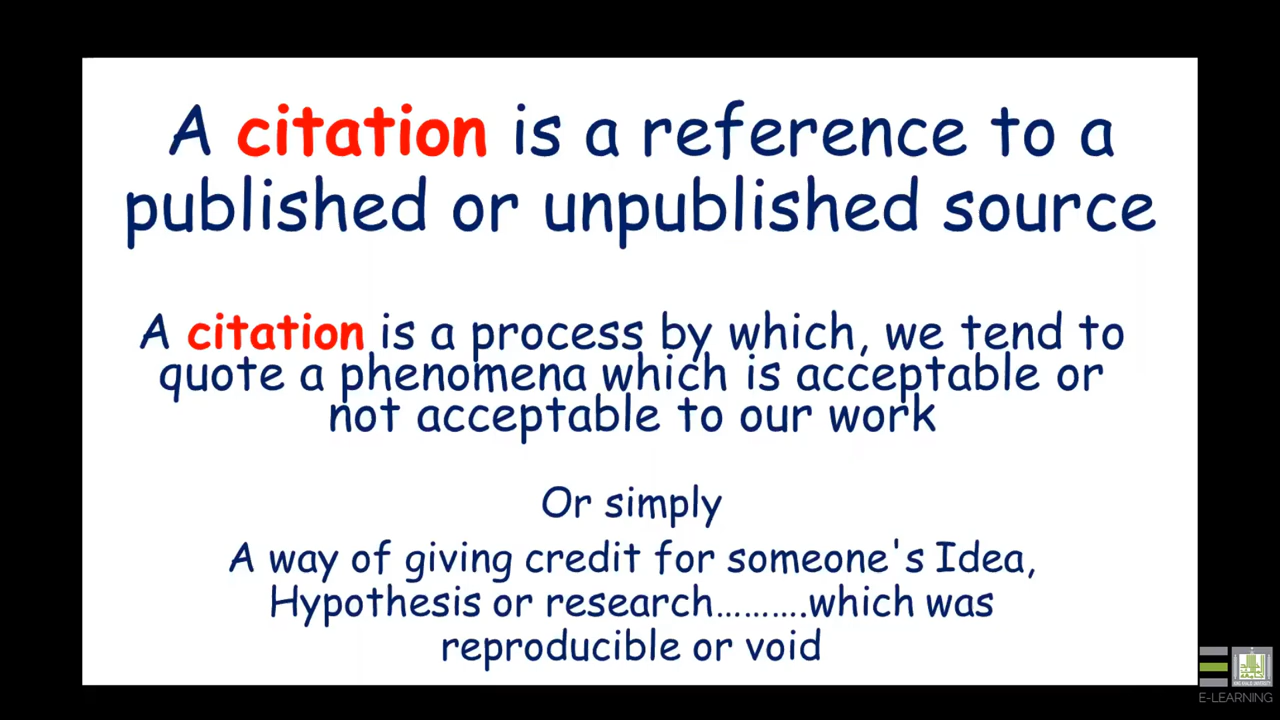 A citation is a reference to a
published or unpublished source
A citation is a process by which, we tend to
quote a phenomena which is acceptable or
not acceptable to our work
Or simply
A way of giving credit for someone's Idea,
Hypothesis or research……….which was
reproducible or void
E-LEARNING